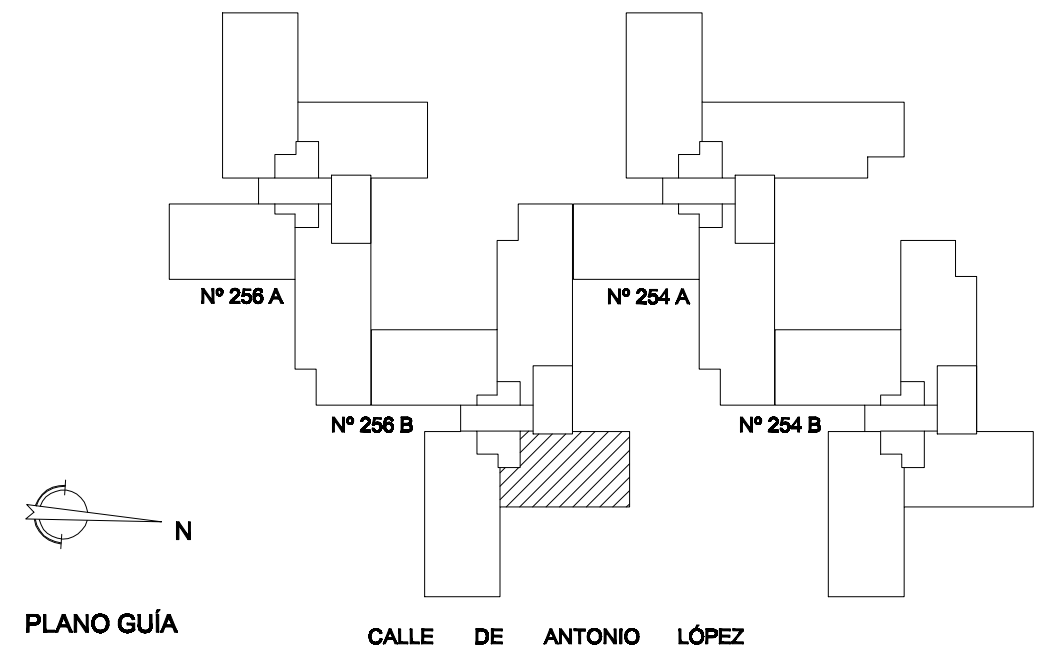 Nº 256 A
Nº 254 A
Nº 256 B
Nº 254 B
N
PLANO GUÍA
CALLE DE ANTONIO LÓPEZ